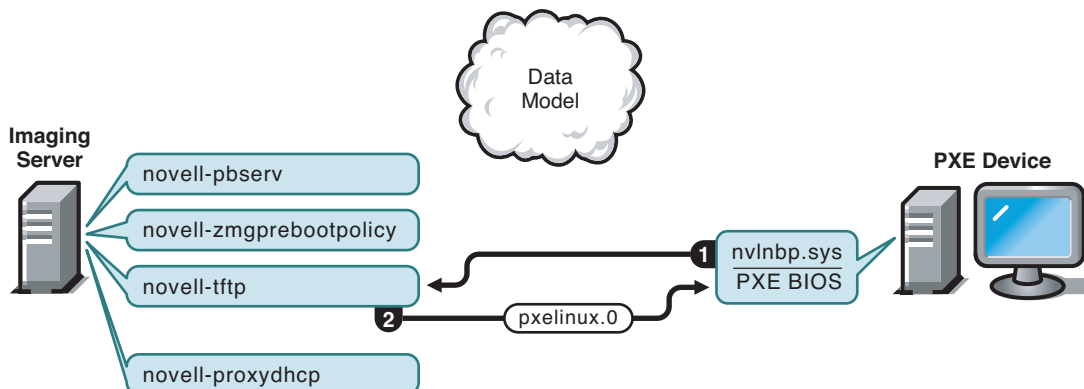 Data
Model
Imaging
Server
PXE Device
novell-pbserv
novell-zmgprebootpolicy
novell-tftp
1
nvlnbp.sys
PXE BIOS
2
pxelinux.0
novell-proxydhcp